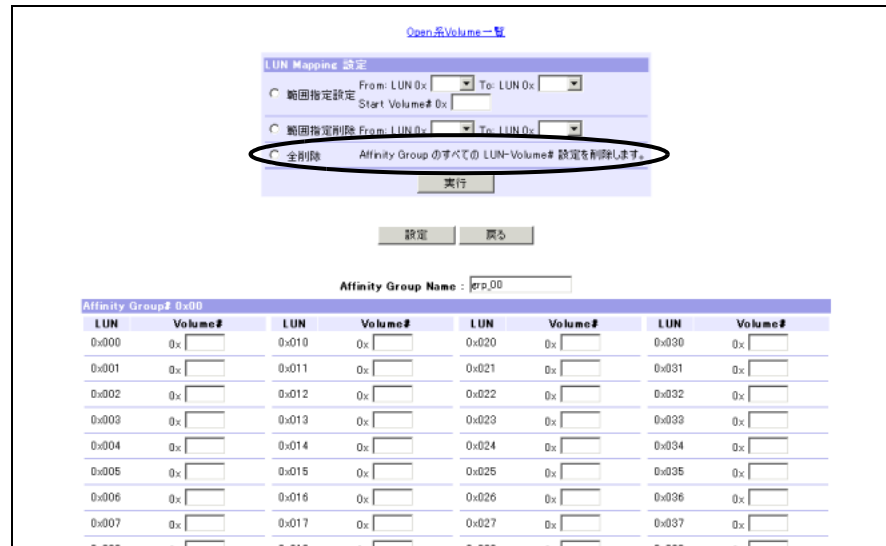 Open系Volume一覧
LUN Mapping 設定
範囲指定設定 From: LUN 0x To: LUN 0x
Start Volume# 0x
範囲指定削除 From: LUN 0x To: LUN 0x
全削除 Affinity Group のすべての LUN-Volume# 設定を削除します。
実行
設定 戻る
Affinity Group Name : erp_00
Affinity Group# 0x00
LUN Volume# LUN Volume# LUN Volume# LUN Volume#
0x000 0x 0x010 0x 0x020 0x 0x030 0x
0x001 0x 0x011 0x 0x021 0x 0x031 0x
0x002 0x 0x012 0x 0x022 0x 0x032 0x
0x003 0x 0x013 0x 0x023 0x 0x033 0x
0x004 0x 0x014 0x 0x024 0x 0x034 0x
0x005 0x 0x015 0x 0x025 0x 0x035 0x
0x006 0x 0x016 0x 0x026 0x 0x036 0x
0x007 0x 0x017 0x 0x027 0x 0x037 0x